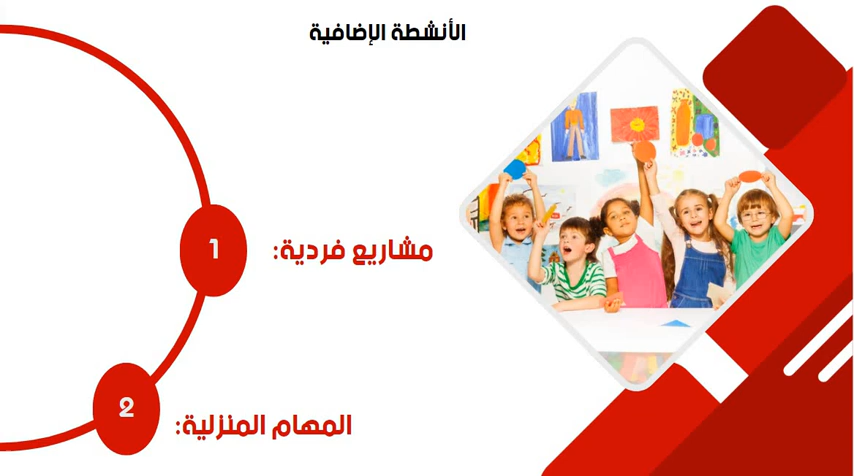 الأنشطة الإضافية
1
مشاريع فردية:
2
المهام المنزلية: